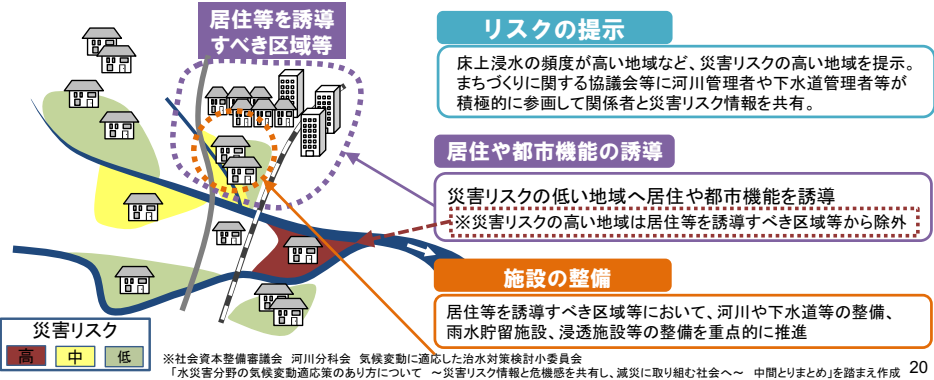 居住等を誘導
すべき区域等
リスクの提示
床上浸水の頻度が高い地域など、災害リスクの高い地域を提示。
まちづくりに関する協議会等に河川管理者や下水道管理者等が
積極的に参画して関係者と災害リスク情報を共有。
居住や都市機能の誘導
災害リスクの低い地域へ居住や都市機能を誘導
※災害リスクの高い地域は居住等を誘導すべき区域等から除外
施設の整備
居住等を誘導すべき区域等において、河川や下水道等の整備、
雨水貯留施設、浸透施設等の整備を重点的に推進
災害リスク
高 中 低
※社会資本整備審議会 河川分科会 気候変動に適応した治水対策検討小委員会
「水災害分野の気候変動適応策のあり方について ～災害リスク情報と危機感を共有し、減災に取り組む社会へ～ 中間とりまとめ」を踏まえ作成
20